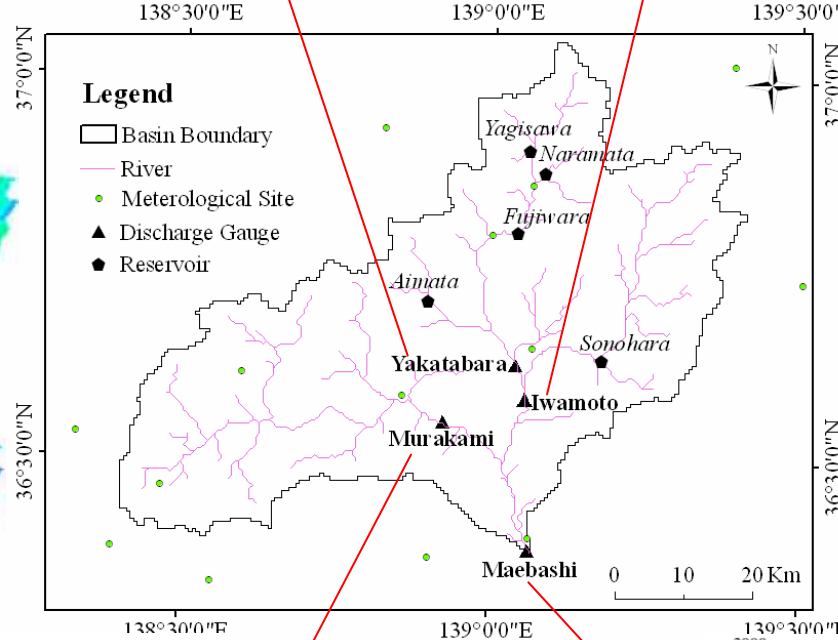 138°30'0"E
139°0'0"E
139°30'0"E
37°0'0"N
37°0'0"N
N
Legend
Basin Boundary
River
Meterological Site
Discharge Gauge
Reservoir
Yagisawa
Naramata
Fujiwara
Aimata
Sonohara
Yakatabara
Iwamoto
Murakami
36°30'0"N
36°30'0"N
Maebashi
0 10 20 Km
138°30'0"E
139°0'0"E
139°30'0"E